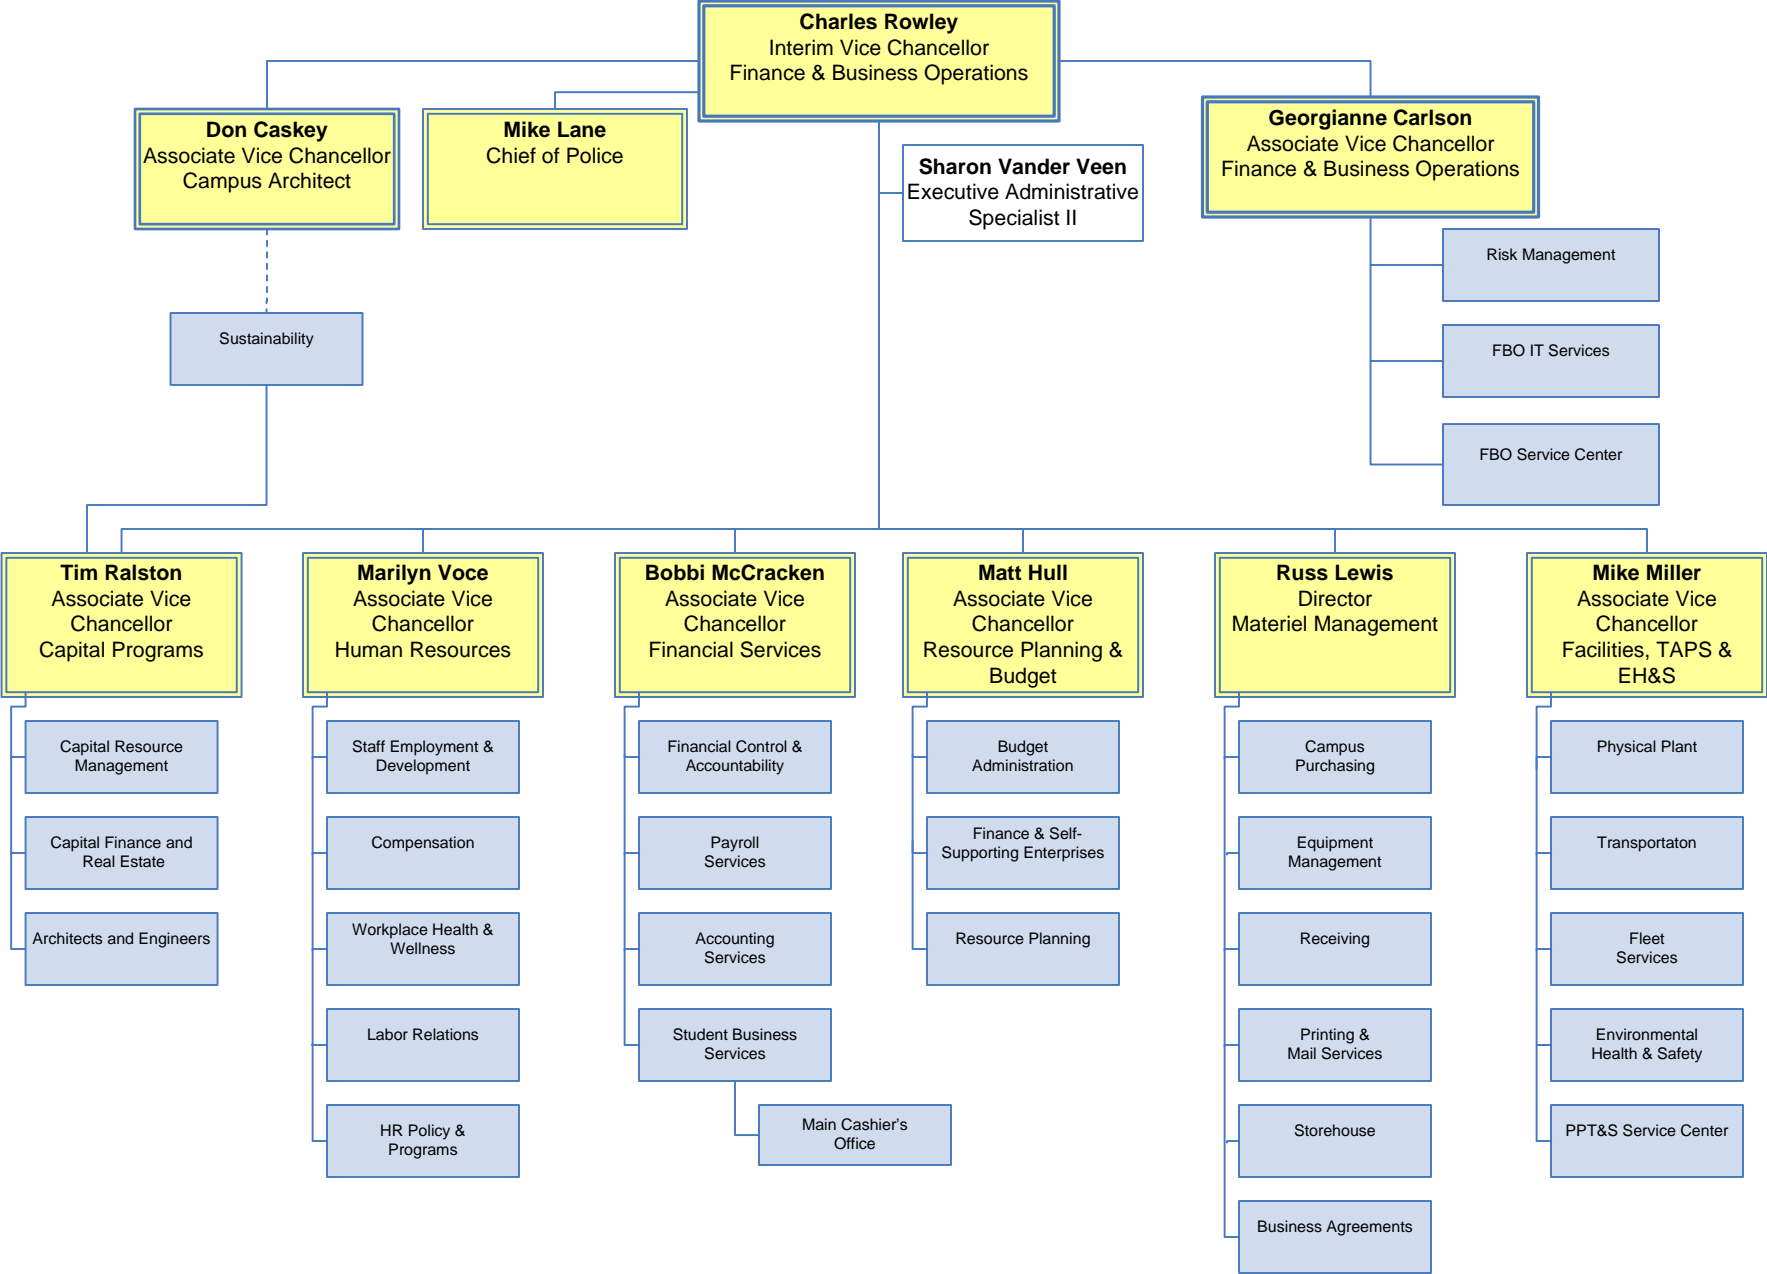 Charles Rowley
Interim Vice Chancellor
Finance & Business Operations
Don Caskey
Associate Vice Chancellor
Campus Architect
Mike Lane
Chief of Police
Sharon Vander Veen
Executive Administrative
Specialist II
Georgianne Carlson
Associate Vice Chancellor
Finance & Business Operations
Risk Management
FBO IT Services
FBO Service Center
Sustainability
Tim Ralston
Associate Vice
Chancellor
Capital Programs
Capital Resource
Management
Capital Finance and
Real Estate
Architects and Engineers
Marilyn Voce
Associate Vice
Chancellor
Human Resources
Staff Employment &
Development
Compensation
Workplace Health &
Wellness
Labor Relations
HR Policy &
Programs
Bobbi McCracken
Associate Vice
Chancellor
Financial Services
Financial Control &
Accountability
Payroll
Services
Accounting
Services
Student Business
Services
Main Cashier's
Office
Matt Hull
Associate Vice
Chancellor
Resource Planning &
Budget
Budget
Administration
Finance & Self-
Supporting Enterprises
Resource Planning
Russ Lewis
Director
Materiel Management
Campus
Purchasing
Equipment
Management
Receiving
Printing &
Mail Services
Storehouse
Business Agreements
Mike Miller
Associate Vice
Chancellor
Facilities, TAPS &
EH&S
Physical Plant
Transportaton
Fleet
Services
Environmental
Health & Safety
PPT&S Service Center